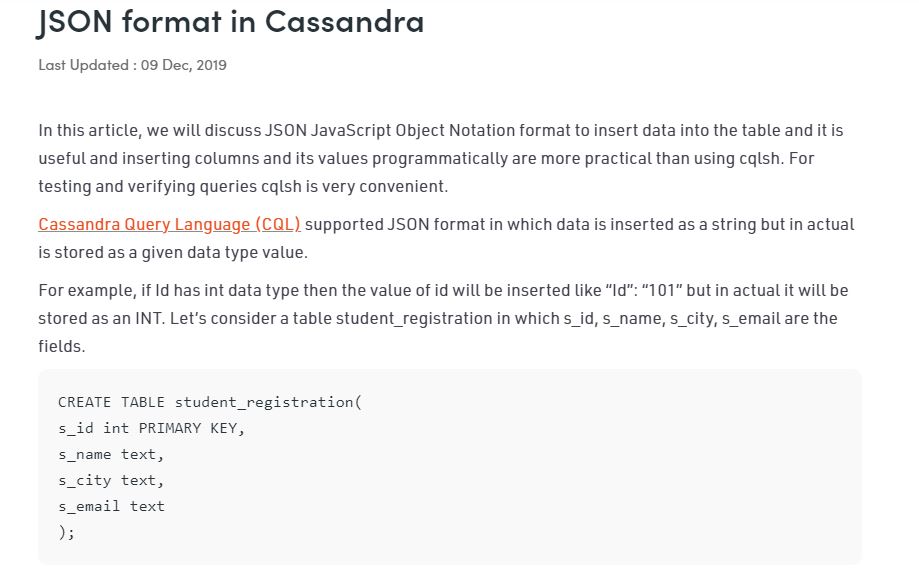 JSON format in Cassandra
Last Updated : 09 Dec, 2019
In this article, we will discuss JSON JavaScript Object Notation format to insert data into the table and it is
useful and inserting columns and its values programmatically are more practical than using cqlsh. For
testing and verifying queries cqlsh is very convenient.
Cassandra Query Language (CQL) supported JSON format in which data is inserted as a string but in actual
is stored as a given data type value.
For example, if Id has int data type then the value of id will be inserted like “Id”: “101” but in actual it will be
stored as an INT. Let’s consider a table student_registration in which s_id, s_name, s_city, s_email are the
fields.
CREATE TABLE student_registration(
s_id int PRIMARY KEY,
s_name text,
s_city text,
s_email text
);